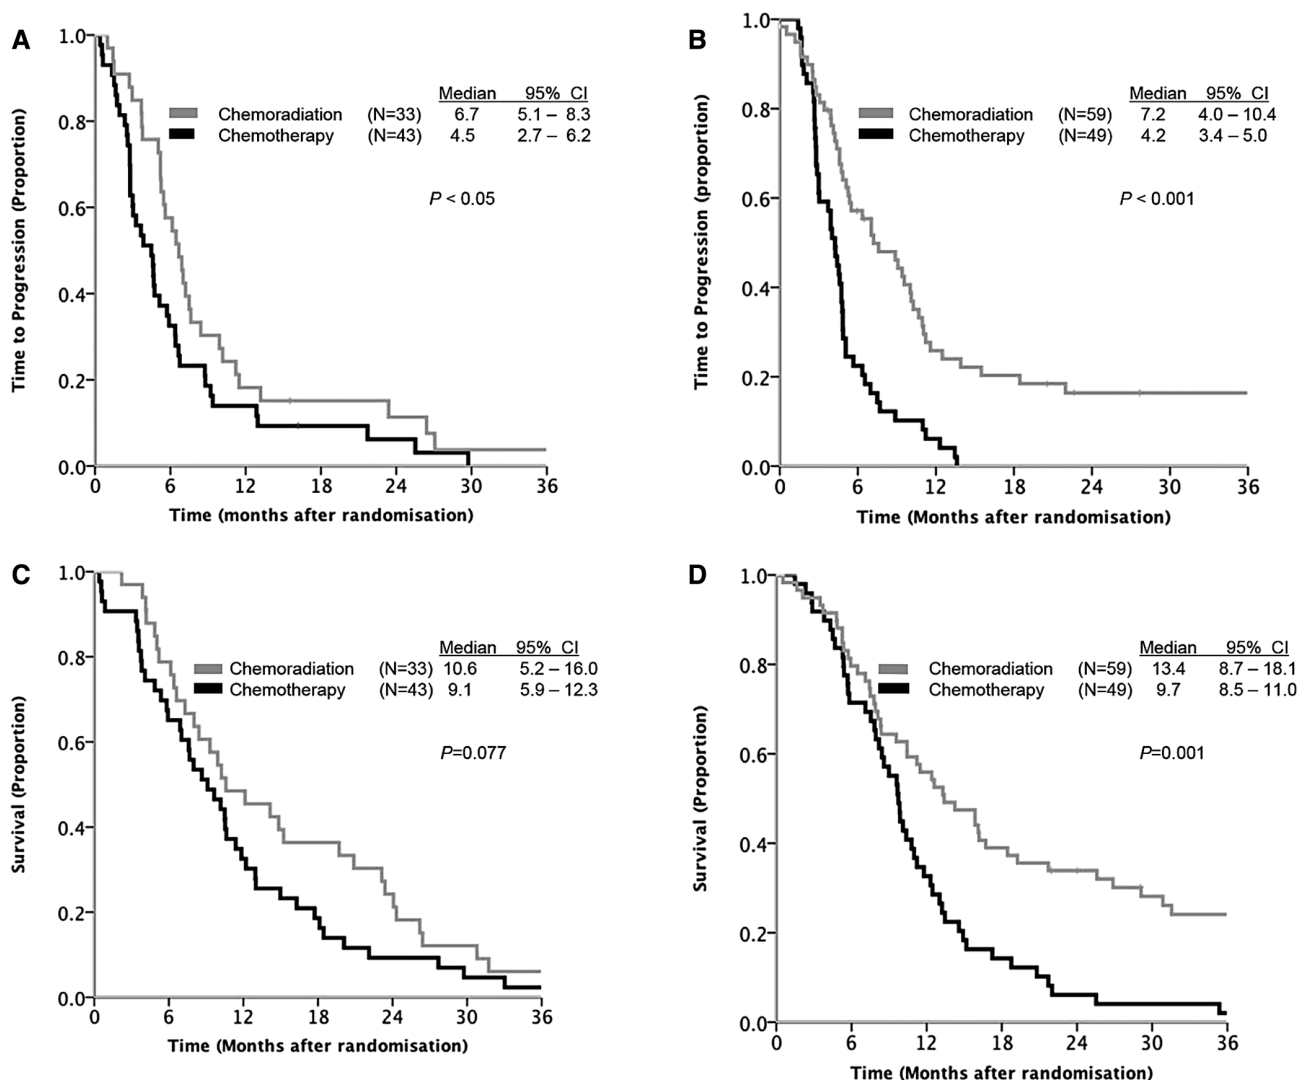 A
1.0
0.8
0.6
0.4
0.2
0.0
Time to Progression (Proportion)
Median 95% CI
Chemoradiation (N=33) 6.7 5.1 – 8.3
Chemotherapy (N=43) 4.5 2.7 – 6.2
P < 0.05
0 6 12 18 24 30 36
Time (months after randomisation)
B
1.0
0.8
0.6
0.4
0.2
0.0
Time to Progression (proportion)
Median 95% CI
Chemoradiation (N=59) 7.2 4.0 – 10.4
Chemotherapy (N=49) 4.2 3.4 – 5.0
P < 0.001
0 6 12 18 24 30 36
Time (Months after randomisation)
C
1.0
0.8
0.6
0.4
0.2
0.0
Survival (Proportion)
Median 95% CI
Chemoradiation (N=33) 10.6 5.2 – 16.0
Chemotherapy (N=43) 9.1 5.9 – 12.3
P=0.077
0 6 12 18 24 30 36
Time (Months after randomisation)
D
1.0
0.8
0.6
0.4
0.2
0.0
Survival (Proportion)
Median 95% CI
Chemoradiation (N=59) 13.4 8.7 – 18.1
Chemotherapy (N=49) 9.7 8.5 – 11.0
P=0.001
0 6 12 18 24 30 36
Time (Months after randomisation)